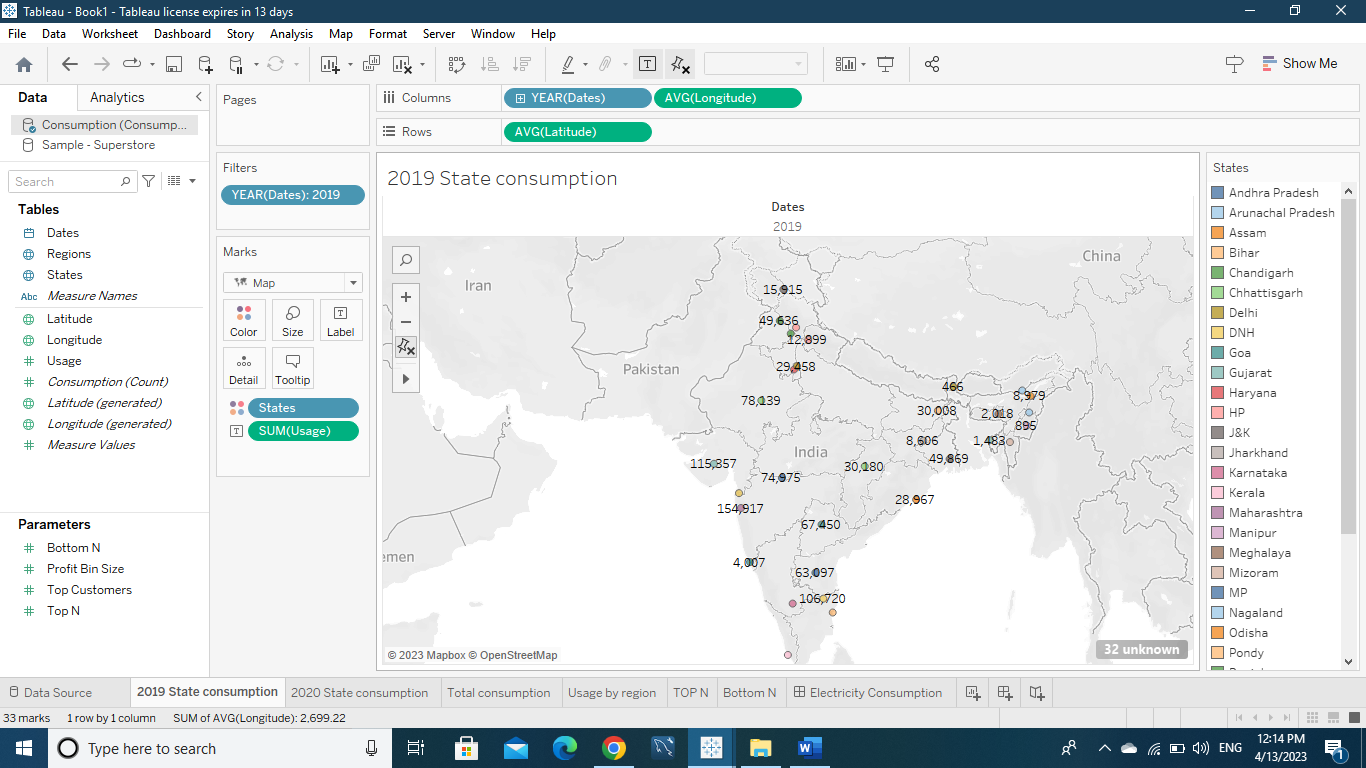 Tableau - Book1 - Tableau license expires in 13 days
File Data Worksheet Dashboard Story Analysis Map Format Server Window Help
Show Me
Data Analytics
Consumption (Consump...
Sample - Superstore
Search
Tables
Dates
Regions
States
Abc Measure Names
Latitude
Longitude
Usage
Consumption (Count)
Latitude (generated)
Longitude (generated)
Measure Values
Parameters
Bottom N
Profit Bin Size
Top Customers
Top N
Pages
Filters
YEAR(Dates): 2019
Marks
Map
Color Size Label
Detail Tooltip
States
SUM(Usage)
Columns YEAR(Dates) AVG(Longitude)
Rows AVG(Latitude)
2019 State consumption
Dates
2019
China
Iran
15,915
49,636
12,899
29,458
Pakistan
466
78,139
8,979
30,008
2,018
895
8,606
1,483
India
49,869
115,857
30,180
74,975
28,967
154,917
67,450
emen
4,007
63,097
106,720
© 2023 Mapbox © OpenStreetMap
32 unknown
States
Andhra Pradesh
Arunachal Pradesh
Assam
Bihar
Chandigarh
Chhattisgarh
Delhi
DNH
Goa
Gujarat
Haryana
HP
J&K
Jharkhand
Karnataka
Kerala
Maharashtra
Manipur
Meghalaya
Mizoram
MP
Nagaland
Odisha
Pondy
Data Source 2019 State consumption 2020 State consumption Total consumption Usage by region TOP N Bottom N Electricity Consumption
33 marks 1 row by 1 column SUM of AVG(Longitude): 2,699.22
Type here to search
ENG
12:14 PM
4/13/2023
1